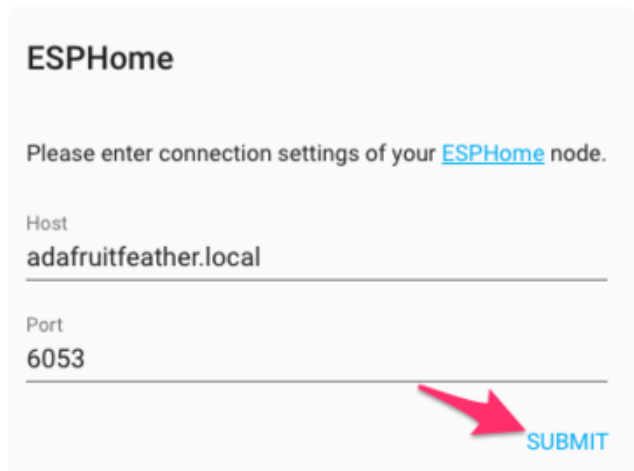 ESPHome
Please enter connection settings of your ESPHome node.
Host
adafruitfeather.local
Port
6053
SUBMIT